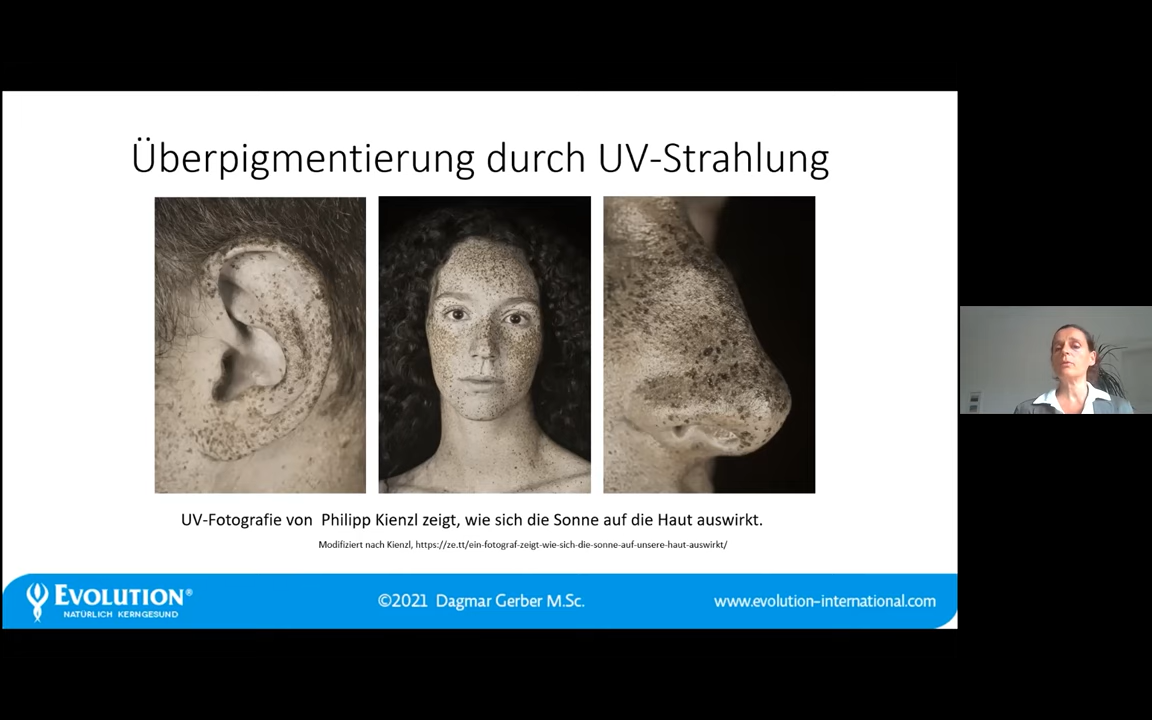 Überpigmentierung durch UV-Strahlung
UV-Fotografie von Philipp Kienzl zeigt, wie sich die Sonne auf die Haut auswirkt.
Modifiziert nach Kienzl, https://ze.tt/ein-fotograf-zeigt-wie-sich-die-sonne-auf-unsere-haut-auswirkt/
EVOLUTION®
NATÜRLICH KERNGESUND
©2021 Dagmar Gerber M.Sc.
www.evolution-international.com